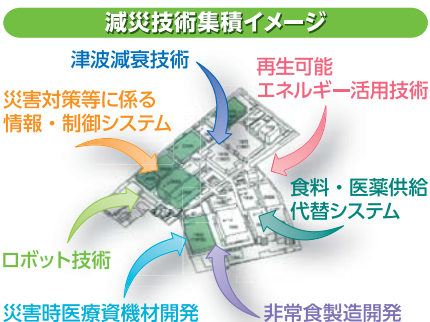 減災技術集積イメージ
津波減衰技術
再生可能
エネルギー活用技術
災害対策等に係る
情報・制御システム
食料・医薬供給
代替システム
ロボット技術
災害時医療資機材開発
非常食製造開発